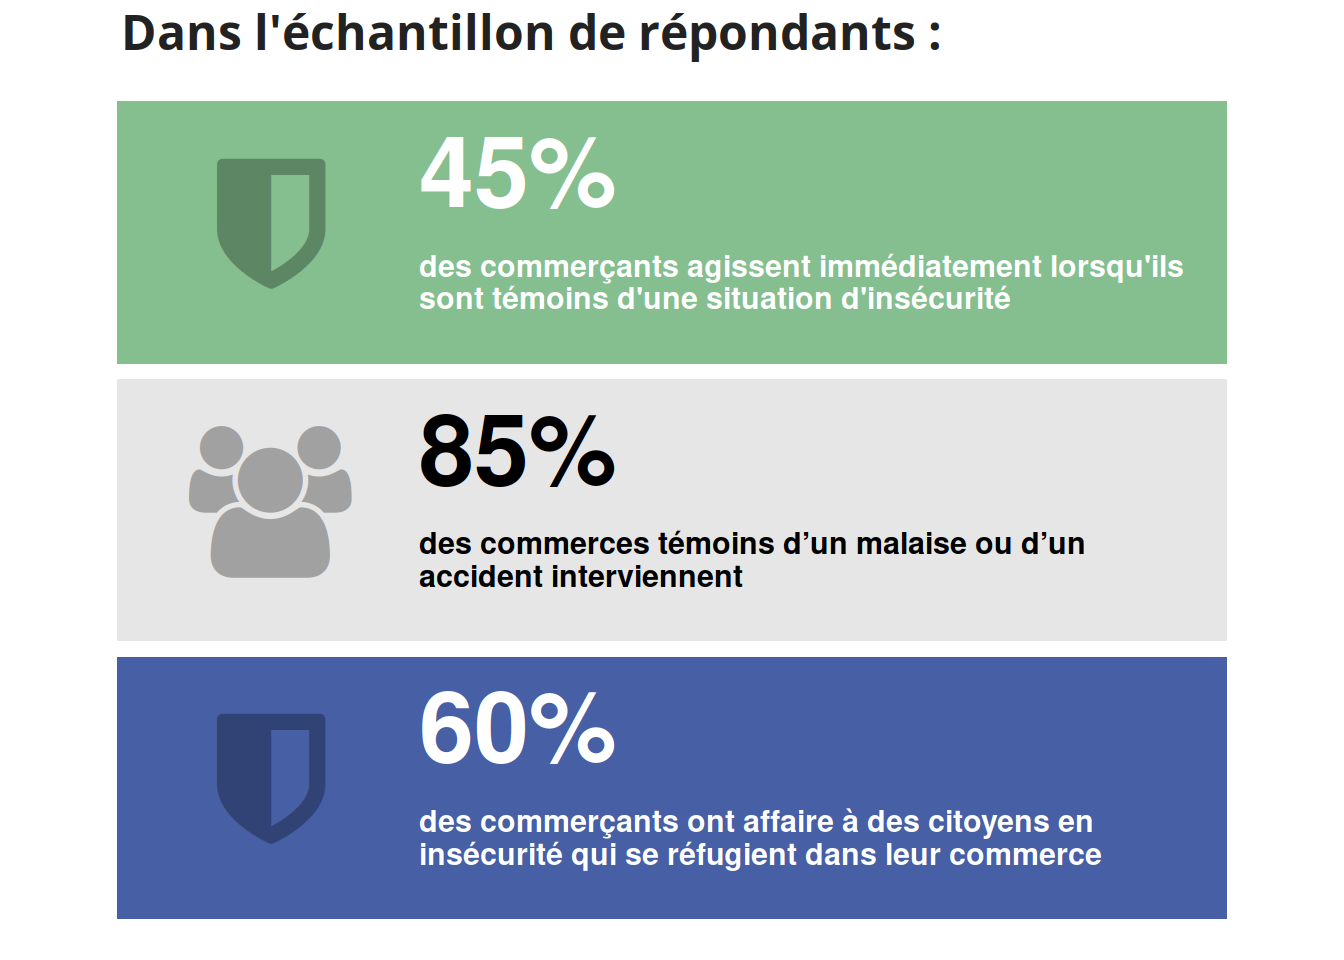 Dans l'échantillon de répondants :
45%
des commerçants agissent immédiatement lorsqu'ils
sont témoins d'une situation d'insécurité
85%
des commerces témoins d’un malaise ou d’un
accident interviennent
60%
des commerçants ont affaire à des citoyens en
insécurité qui se réfugient dans leur commerce